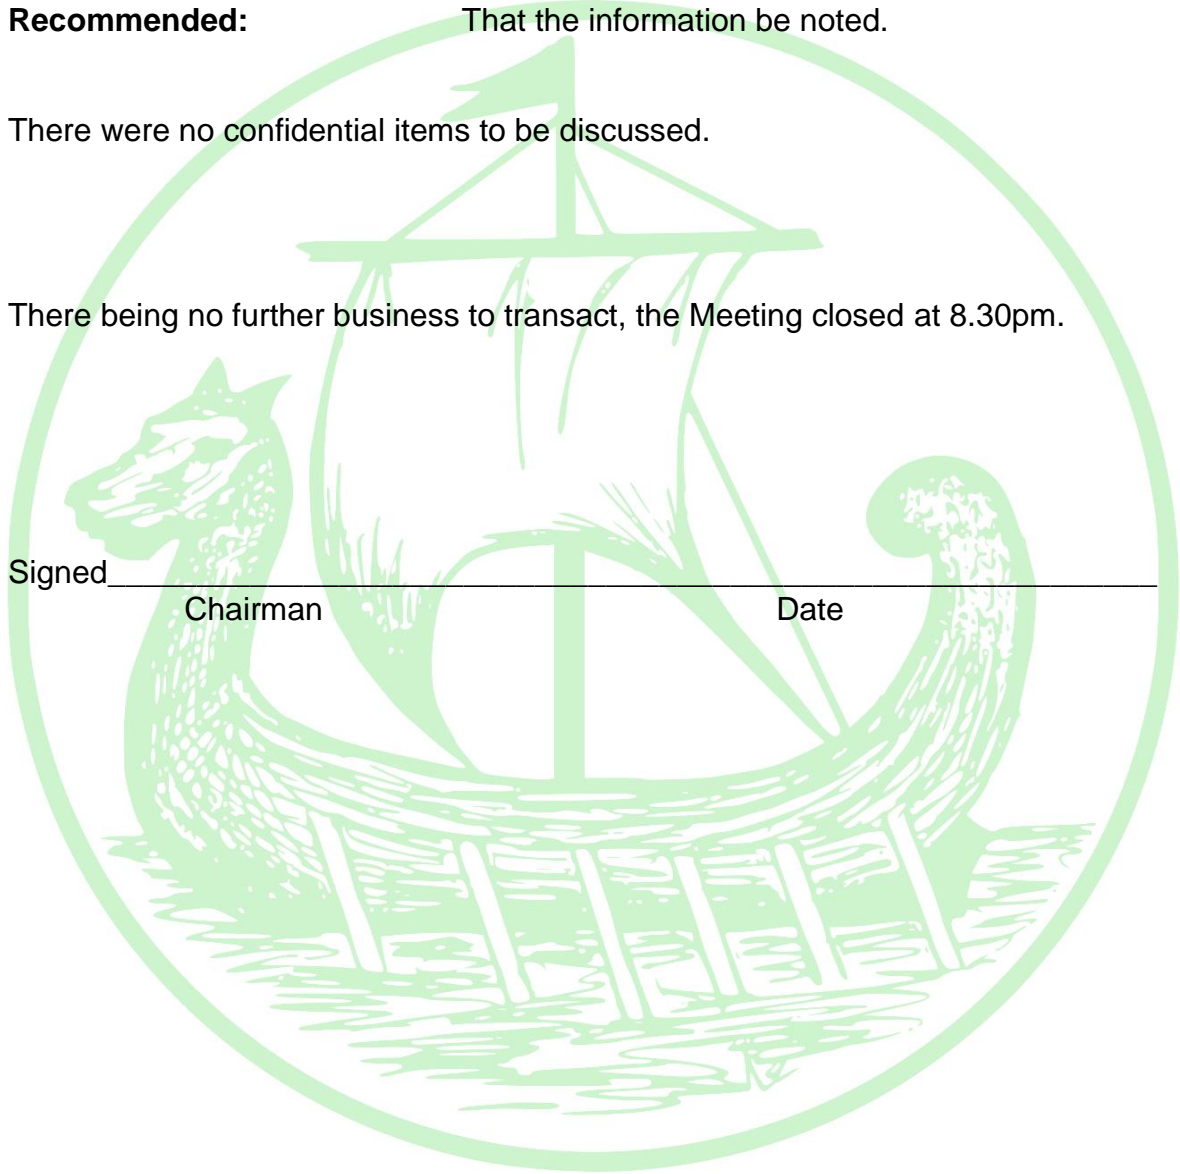 Recommended: That the information be noted.
There were no confidential items to be discussed.
There being no further business to transact, the Meeting closed at 8.30pm.
Signed___________________________________________________________
Chairman Date